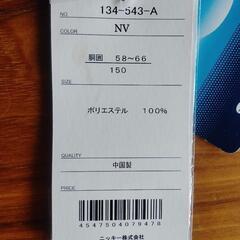 NO 134-543-A
COLOR NV
胴囲 58〜66
150
SIZE
ポリエステル 100%
QUALITY
中国製
PRICE
4547504079478
ニッキー株式会社